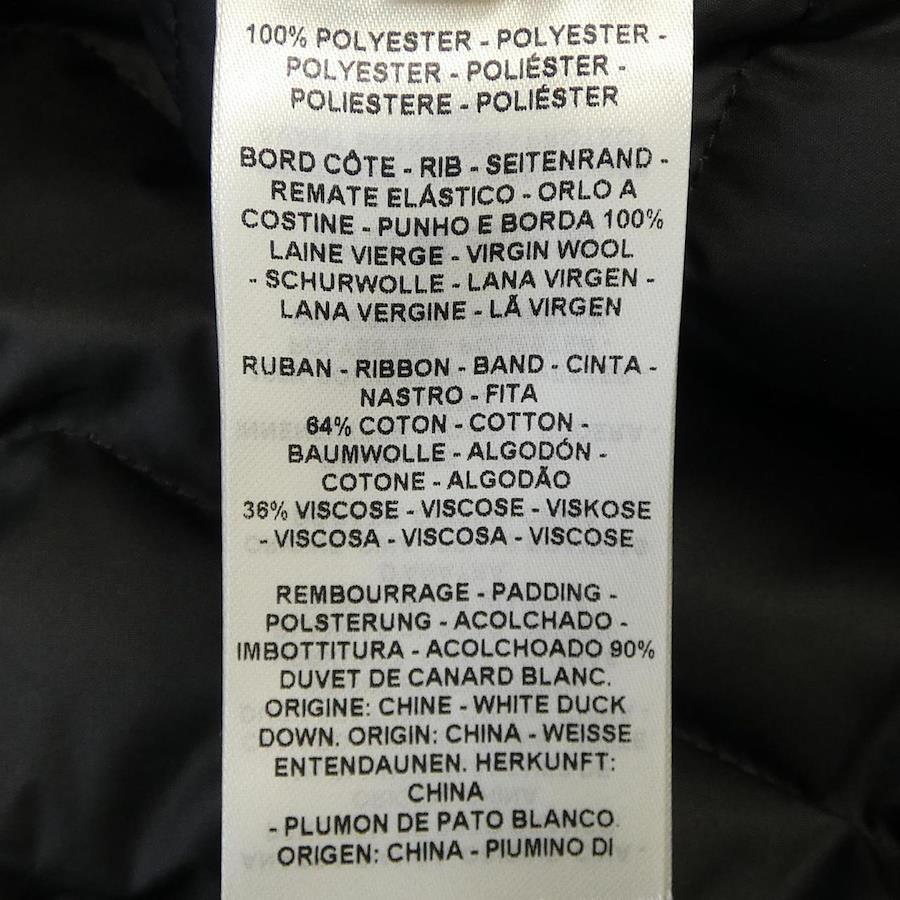 100% POLYESTER - POLYESTER -
POLYESTER - POLIÉSTER -
POLIESTERE - POLIÉSTER
BORD CÔTE - RIB - SEITENRAND -
REMATE ELÁSTICO - ORLO A
COSTINE - PUNHO E BORDA 100%
LAINE VIERGE - VIRGIN WOOL
- SCHURWOLLE - LANA VIRGEN -
LANA VERGINE - LÃ VIRGEN
RUBAN - RIBBON - BAND - CINTA -
NASTRO - FITA
64% COTON - COTTON -
BAUMWOLLE - ALGODÓN -
COTONE - ALGODÃO
36% VISCOSE - VISCOSE - VISKOSE
- VISCOSA - VISCOSA - VISCOSE
REMBOURRAGE - PADDING -
POLSTERUNG - ACOLCHADO -
IMBOTTITURA - ACOLCHOADO 90%
DUVET DE CANARD BLANC.
ORIGINE: CHINE - WHITE DUCK
DOWN. ORIGIN: CHINA - WEISSE
ENTENDAUNEN. HERKUNFT:
CHINA
- PLUMON DE PATO BLANCO.
ORIGEN: CHINA - PIUMINO DI